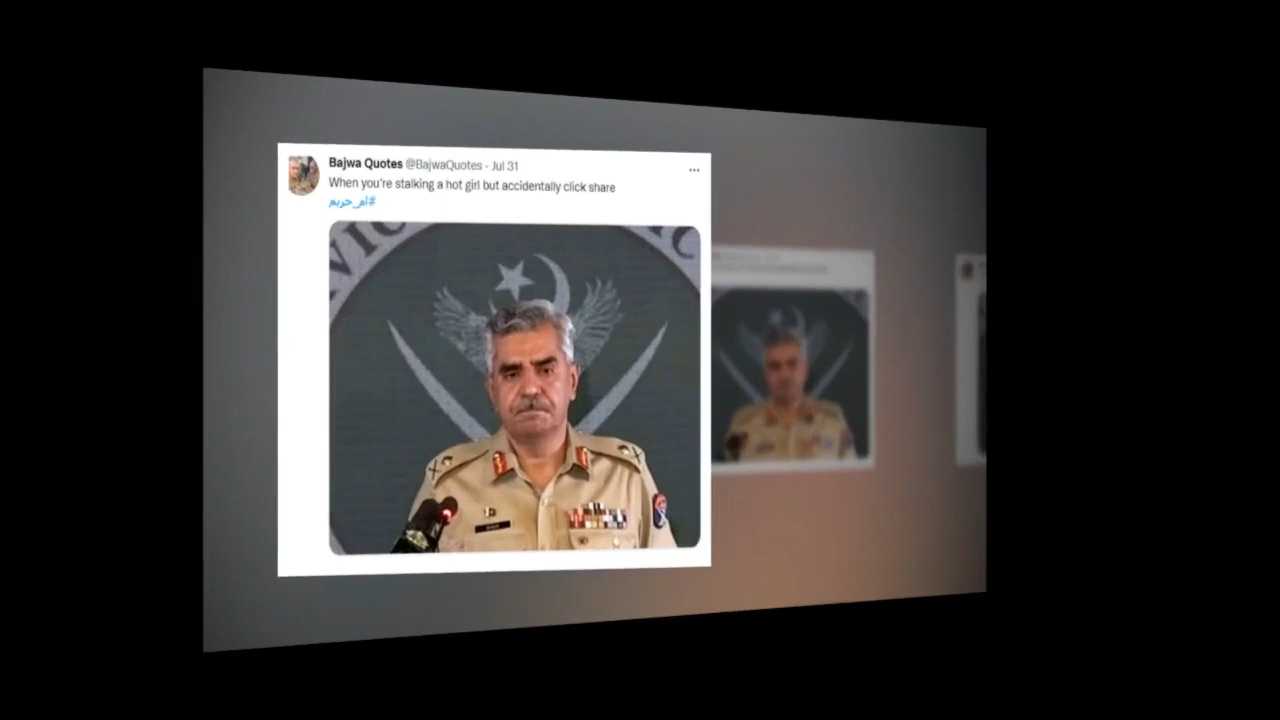 Bajwa Quotes @BajwaQuotes · Jul 31
When you're stalking a hot girl but accidentally click share
#ام_حریم